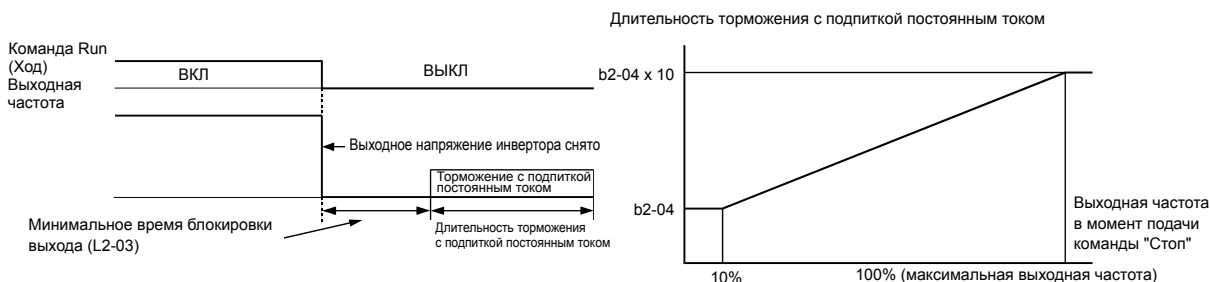 Команда Run
(Ход)
Выходная
частота
ВКЛ
ВЫКЛ
Выходное напряжение инвертора снято
Торможение с подпиткой
постоянным током
Минимальное время блокировки
выхода (L2-03)
Длительность торможения
с подпиткой постоянным током
Длительность торможения с подпиткой постоянным током
b2-04 x 10
b2-04
10%
100% (максимальная выходная частота)
Выходная частота
в момент подачи
команды "Стоп"